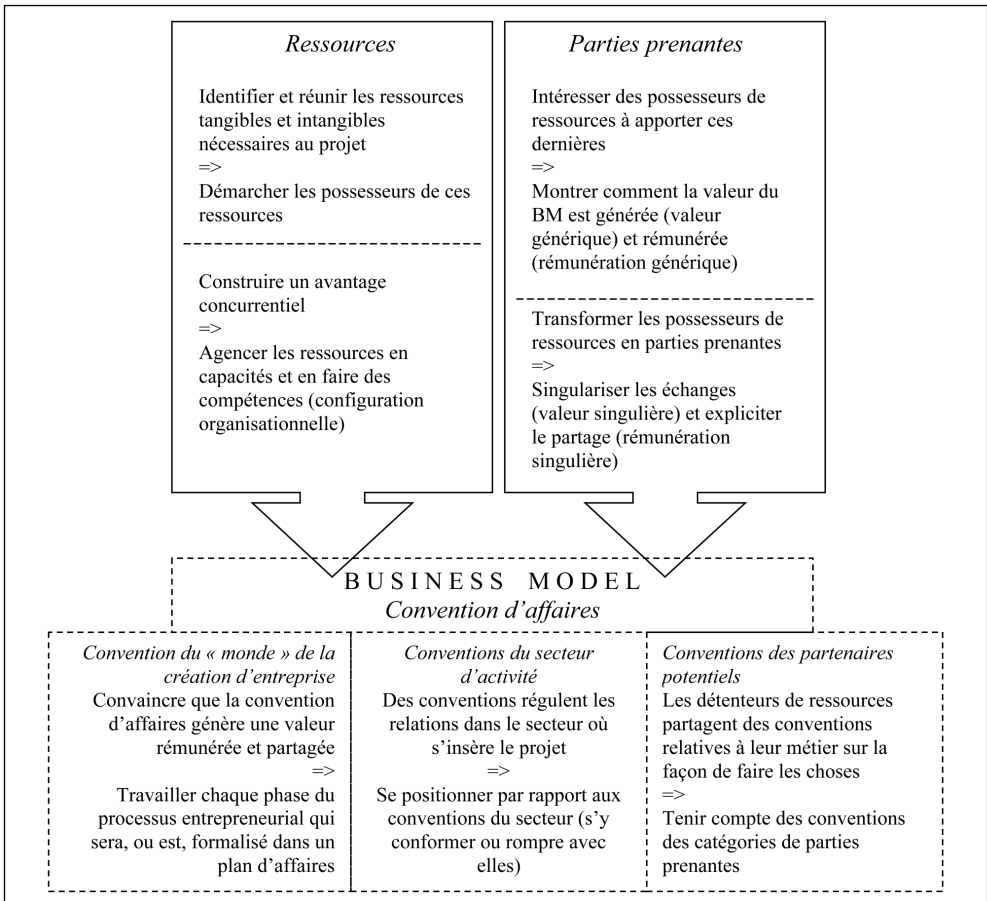 Ressources
Identifier et réunir les ressources
tangibles et intangibles
nécessaires au projet
=>
Démarcher les possesseurs de ces
ressources
Construire un avantage
concurrentiel
=>
Agencer les ressources en
capacités et en faire des
compétences (configuration
organisationnelle)
Parties prenantes
Intéresser des possesseurs de
ressources à apporter ces
dernières
=>
Montrer comment la valeur du
BM est générée (valeur
générique) et rémunérée
(rémunération générique)
Transformer les possesseurs de
ressources en parties prenantes
=>
Singulariser les échanges
(valeur singulière) et expliciter
le partage (rémunération
singulière)
BUSINESS MODEL
Convention d’affaires
Convention du « monde » de la
création d’entreprise
Convaincre que la convention
d’affaires génère une valeur
rémunérée et partagée
=>
Travailler chaque phase du
processus entrepreneurial qui
sera, ou est, formalisé dans un
plan d’affaires
Conventions du secteur
d’activité
Des conventions régulent les
relations dans le secteur où
s’insère le projet
=>
Se positionner par rapport aux
conventions du secteur (s’y
conformer ou rompre avec
elles)
Conventions des partenaires
potentiels
Les détenteurs de ressources
partagent des conventions
relatives à leur métier sur la
façon de faire les choses
=>
Tenir compte des conventions
des catégories de parties
prenantes